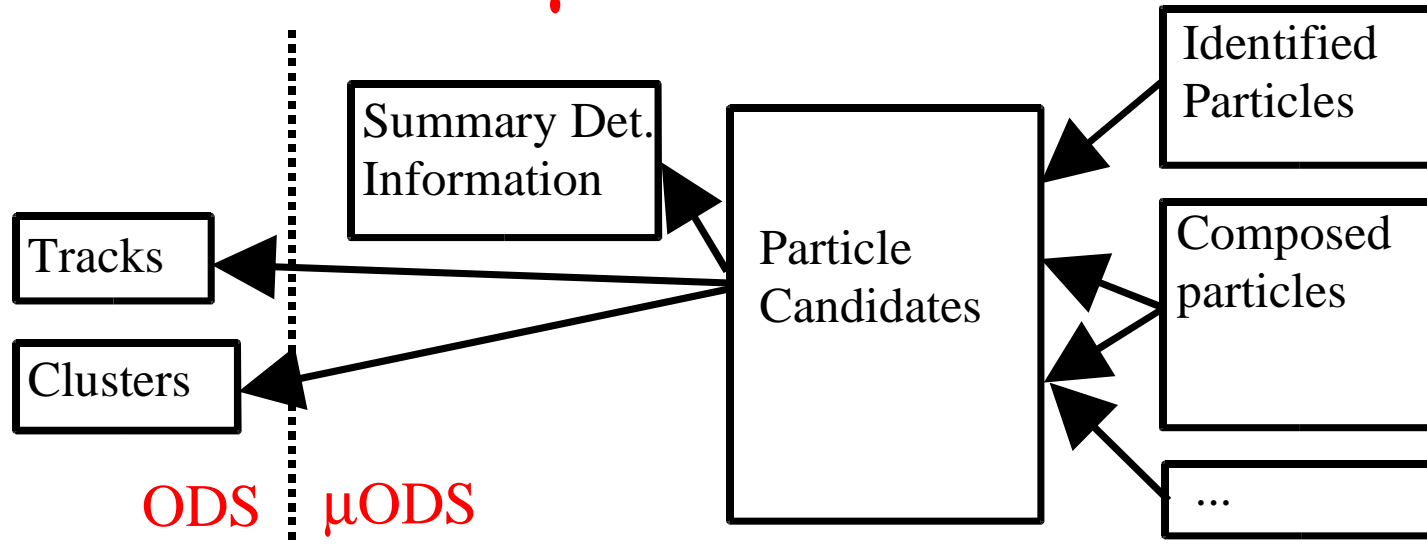 Identified
Particles
Summary Det.
Information
Tracks
Particle
Candidates
Composed
particles
Clusters
ODS
μODS
...